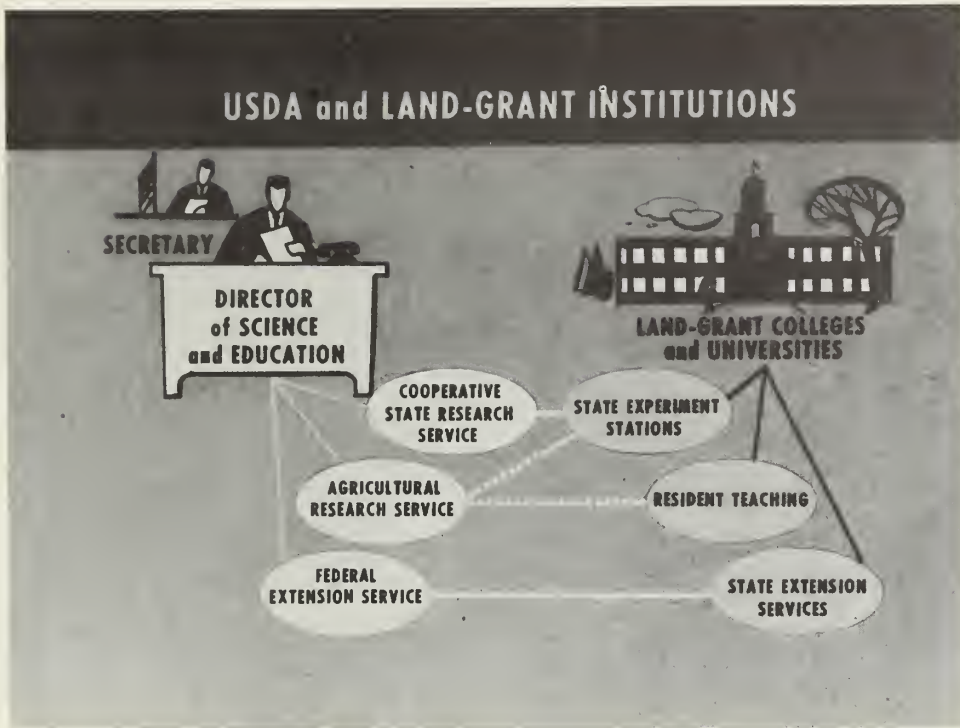 USDA and LAND-GRANT INSTITUTIONS
SECRETARY
DIRECTOR
of SCIENCE
and EDUCATION
LAND-GRANT COLLEGES
and UNIVERSITIES
COOPERATIVE
STATE RESEARCH
SERVICE
STATE EXPERIMENT
STATIONS
AGRICULTURAL
RESEARCH SERVICE
RESIDENT TEACHING
FEDERAL
EXTENSION SERVICE
STATE EXTENSION
SERVICES